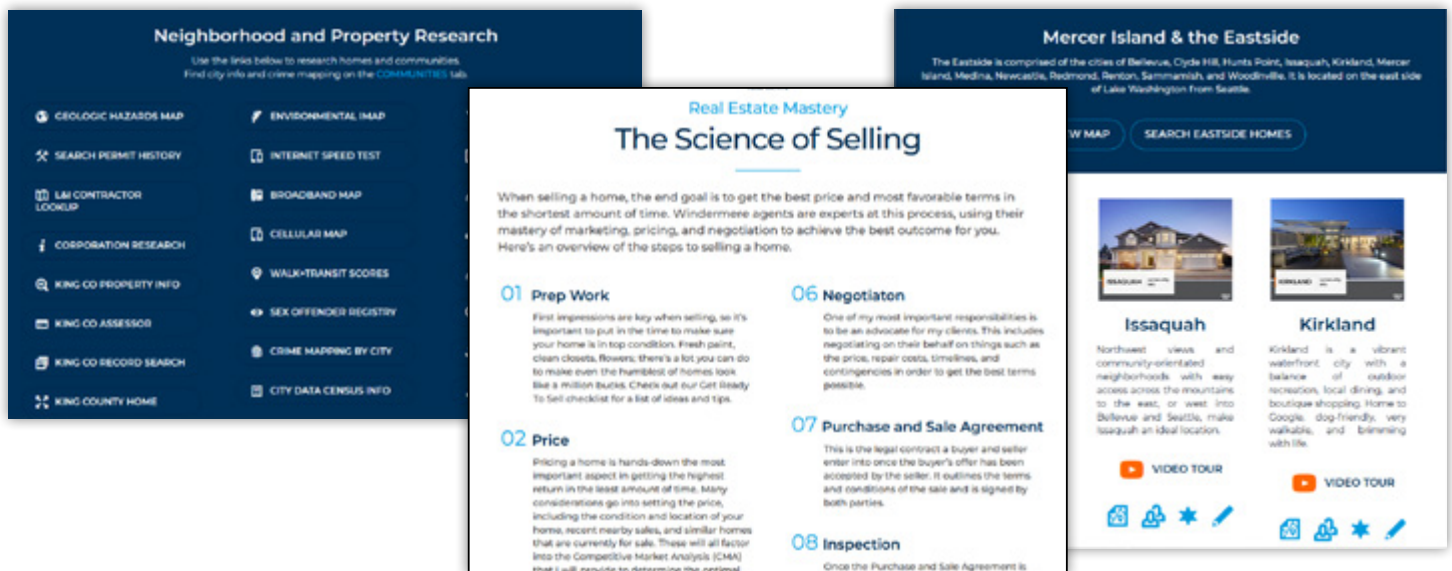 Neighborhood and Property Research
Use the links below to research homes and communities.
Find city info and crime mapping on the COMMUNITIES tab.
GEOLOGIC HAZARDS MAP
SEARCH PERMIT HISTORY
L&I CONTRACTOR
LOOKUP
CORPORATION RESEARCH
KING CO PROPERTY INFO
KING CO ASSESSOR
KING CO RECORD SEARCH
KING COUNTY HOME
ENVIRONMENTAL IMAP
INTERNET SPEED TEST
BROADBAND MAP
CELLULAR MAP
WALK+TRANSIT SCORES
SEX OFFENDER REGISTRY
CRIME MAPPING BY CITY
CITY DATA CENSUS INFO
Real Estate Mastery
The Science of Selling
When selling a home, the end goal is to get the best price and most favorable terms in
the shortest amount of time. Windermere agents are experts at this process, using their
mastery of marketing, pricing, and negotiation to achieve the best outcome for you.
Here's an overview of the steps to selling a home.
01 Prep Work
First impressions are key when selling, so it's
important to put in the time to make sure
your home is in top condition. Fresh paint,
clean closets, flowers; there's a lot you can do
to make even the humblest of homes look
like a million bucks. Check out our Get Ready
To Sell checklist for a list of ideas and tips.
02 Price
Pricing a home is hands-down the most
important aspect in getting the highest
return in the least amount of time. Many
considerations go into setting the price,
including the condition and location of your
home, recent nearby sales, and similar homes
that are currently for sale. These will all factor
into the Competitive Market Analysis (CMA)
that I will provide to determine the optimal
06 Negotiaton
One of my most important responsibilities is
to be an advocate for my clients. This includes
negotiating on their behalf on things such as
the price, repair costs, timelines, and
contingencies in order to get the best terms
possible.
07 Purchase and Sale Agreement
This is the legal contract a buyer and seller
enter into once the buyer's offer has been
accepted by the seller. It outlines the terms
and conditions of the sale and is signed by
both parties.
08 Inspection
Once the Purchase and Sale Agreement is
Mercer Island & the Eastside
The Eastside is comprised of the cities of Bellevue, Clyde Hill, Hunts Point, Issaquah, Kirkland, Mercer
Island, Medina, Newcastle, Redmond, Renton, Sammamish, and Woodinville. It is located on the east side
of Lake Washington from Seattle.
W MAP
SEARCH EASTSIDE HOMES
ISSAQUAH
KIRKLAND
Issaquah
Northwest views and
community-orientated
neighborhoods with easy
access across the mountains
to the east, or west into
Bellevue and Seattle, make
Issaquah an ideal location.
VIDEO TOUR
Kirkland
Kirkland is a vibrant
waterfront city with a
balance of outdoor
recreation, local dining, and
boutique shopping. Home to
Google, dog-friendly, very
walkable, and brimming
with life.
VIDEO TOUR